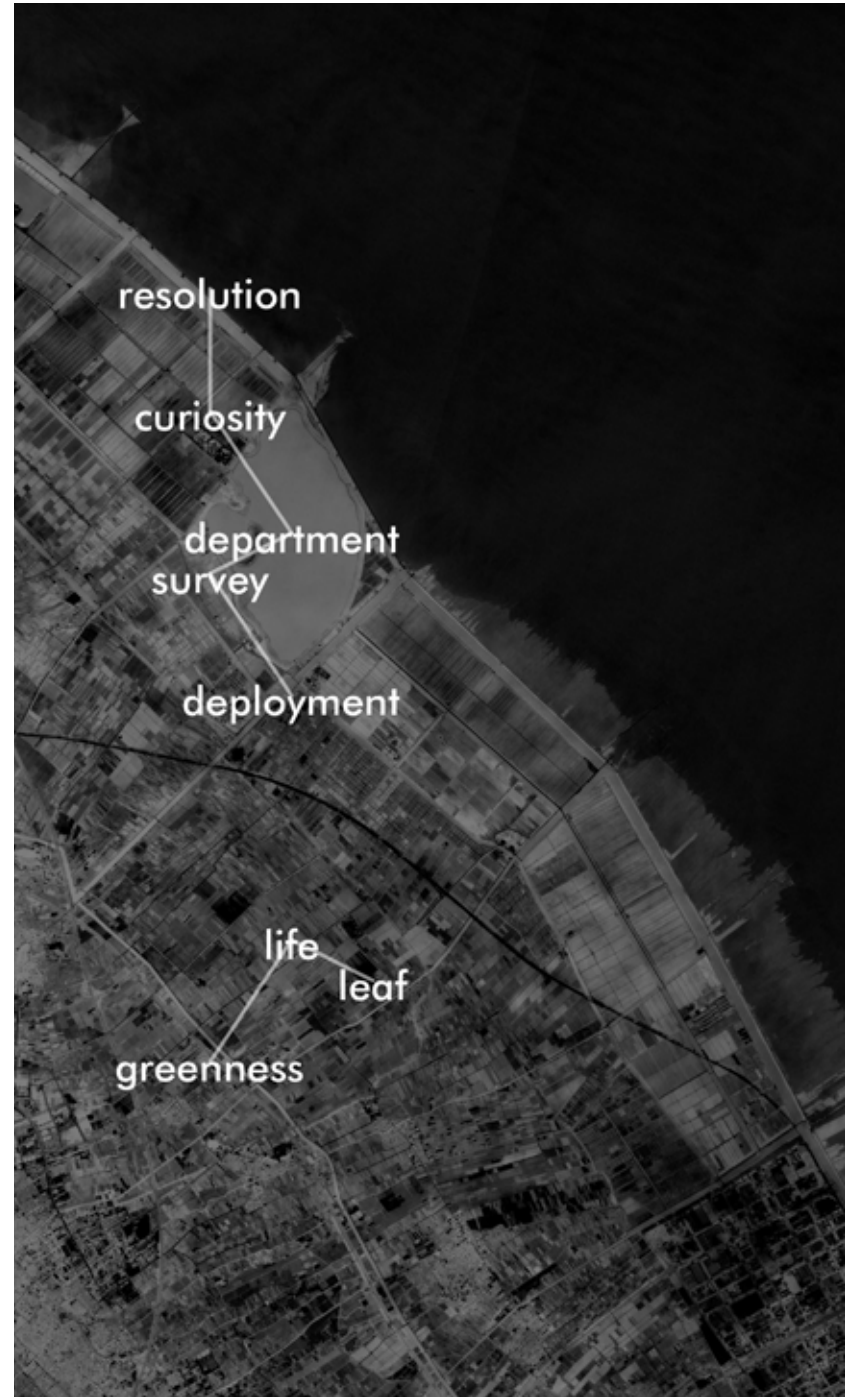 resolution
curiosity
department
survey
deployment
life
leaf
greenness